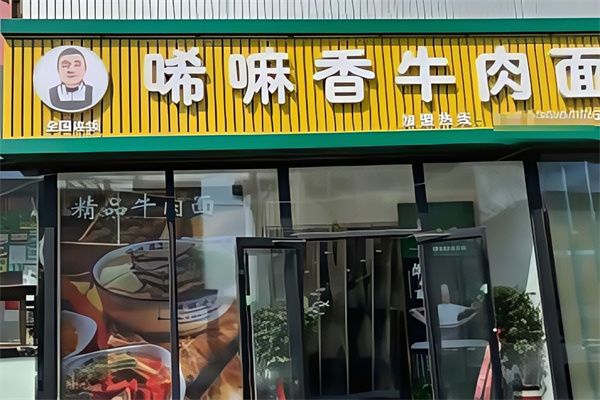 唏嘛香牛肉面
全国连锁
加盟热线
精品牛肉面